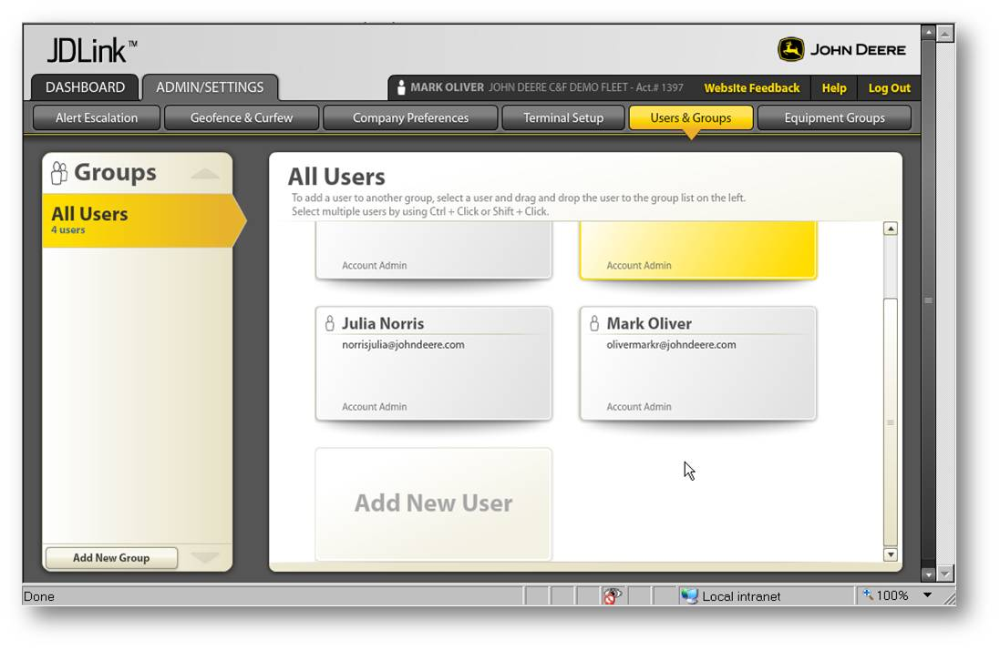 JDLink™
JOHN DEERE
DASHBOARD
ADMIN/SETTINGS
MARK OLIVER JOHN DEERE C&F DEMO FLEET - Act.# 1397
Website Feedback
Help
Log Out
Alert Escalation
Geofence & Curfew
Company Preferences
Terminal Setup
Users & Groups
Equipment Groups
Groups
All Users
4 users
Add New Group
All Users
To add a user to another group, select a user and drag and drop the user to the group list on the left.
Select multiple users by using Ctrl + Click or Shift + Click.
Account Admin
Account Admin
Julia Norris
norrisjulia@johndeere.com
Account Admin
Mark Oliver
olivermarkr@johndeere.com
Account Admin
Add New User
Done
Local intranet
100%